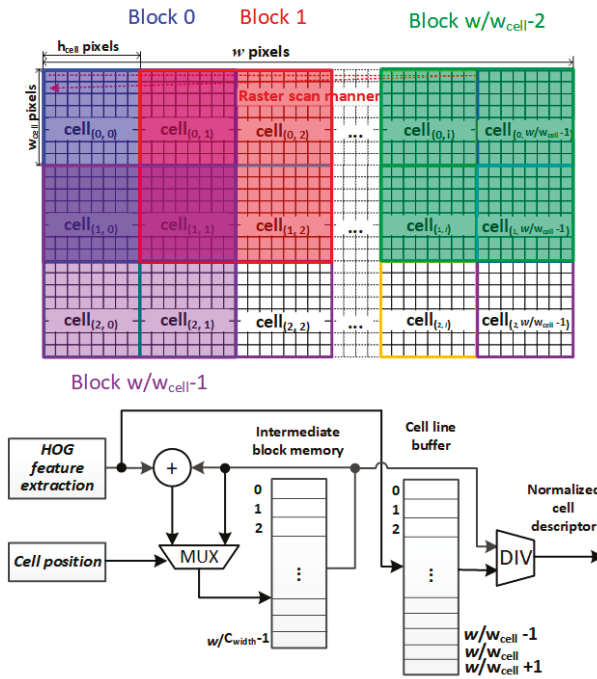 Block 0 Block 1 Block w/wcell-2
hcell pixels w pixels
wcell pixels
Raster scan manner
cell(0, 0) cell(0, 1) cell(0, 2) ... cell(0, i) cell(0, w/wcell-1)
cell(1, 0) cell(1, 1) cell(1, 2) ... cell(1, i) cell(1, w/wcell-1)
cell(2, 0) cell(2, 1) cell(2, 2) ... cell(2, i) cell(2, w/wcell-1)
Block w/wcell-1
HOG
feature
extraction
+
Cell position
MUX
Intermediate
block memory
0
1
2
⋮
w/Cwidth-1
Cell line
buffer
0
1
2
⋮
w/wcell -1
w/wcell
w/wcell +1
DIV
Normalized
cell
descriptor